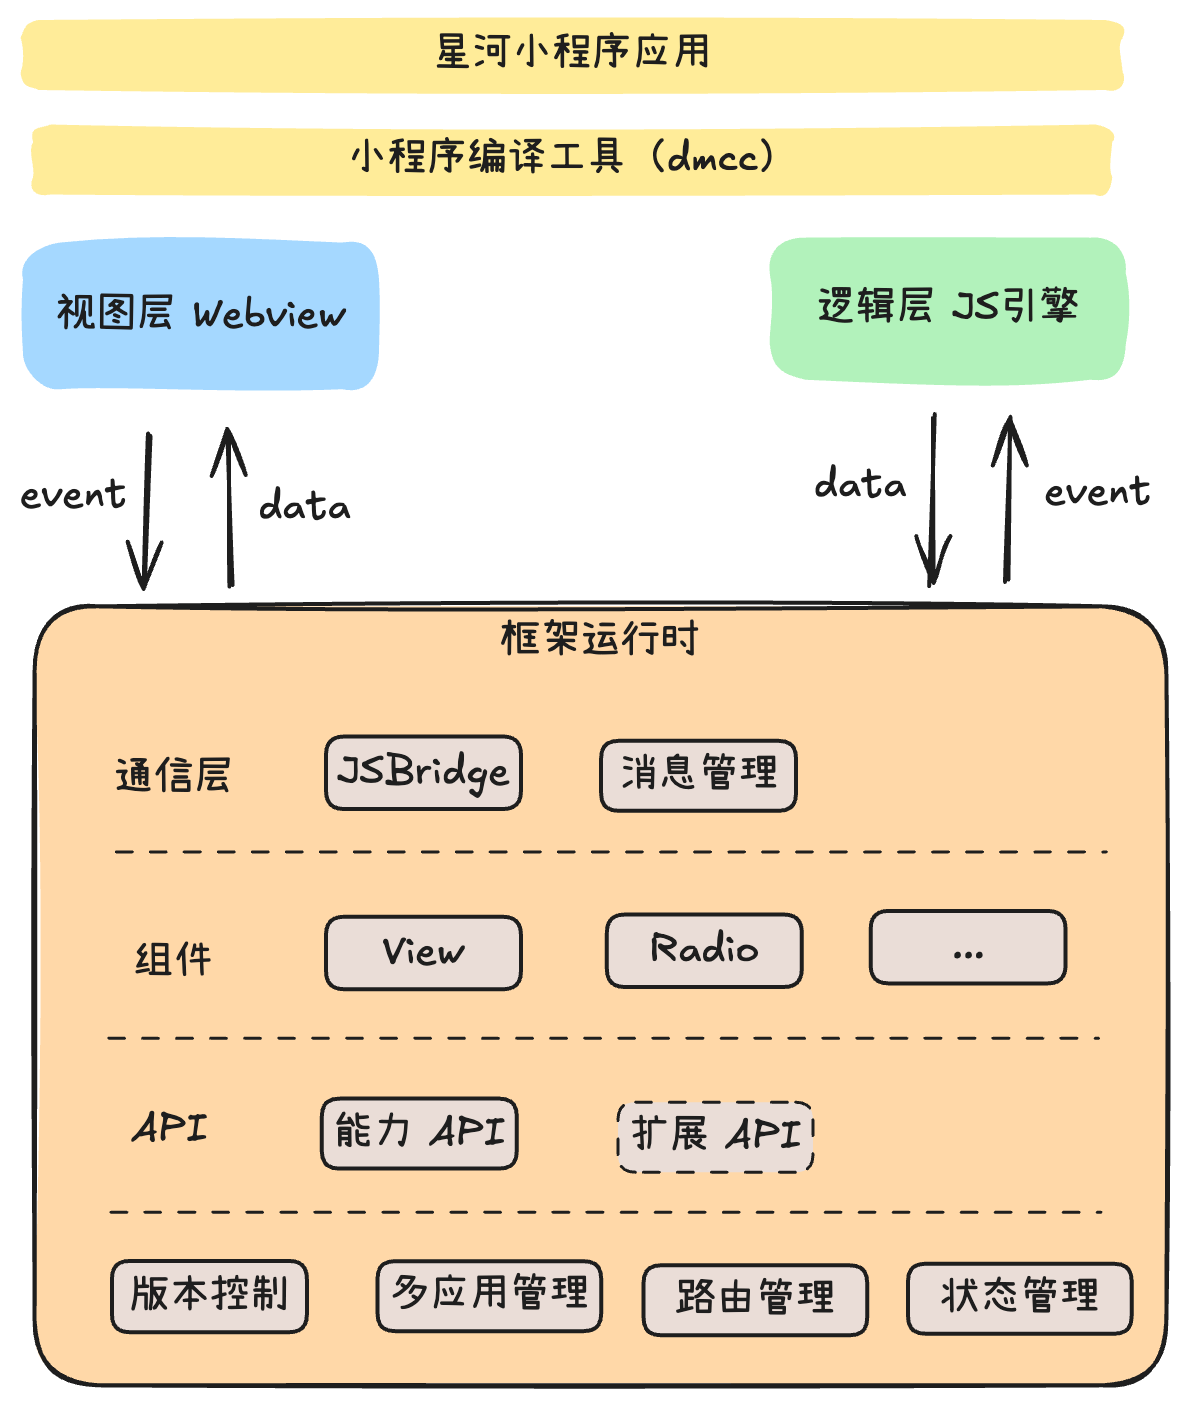 星河小程序应用
小程序编译工具（dmcc）
视图层 Webview
逻辑层 JS引擎
event
data
data
event
框架运行时
通信层
JSBridge
消息管理
组件
View
Radio
...
API
能力 API
扩展 API
版本控制
多应用管理
路由管理
状态管理